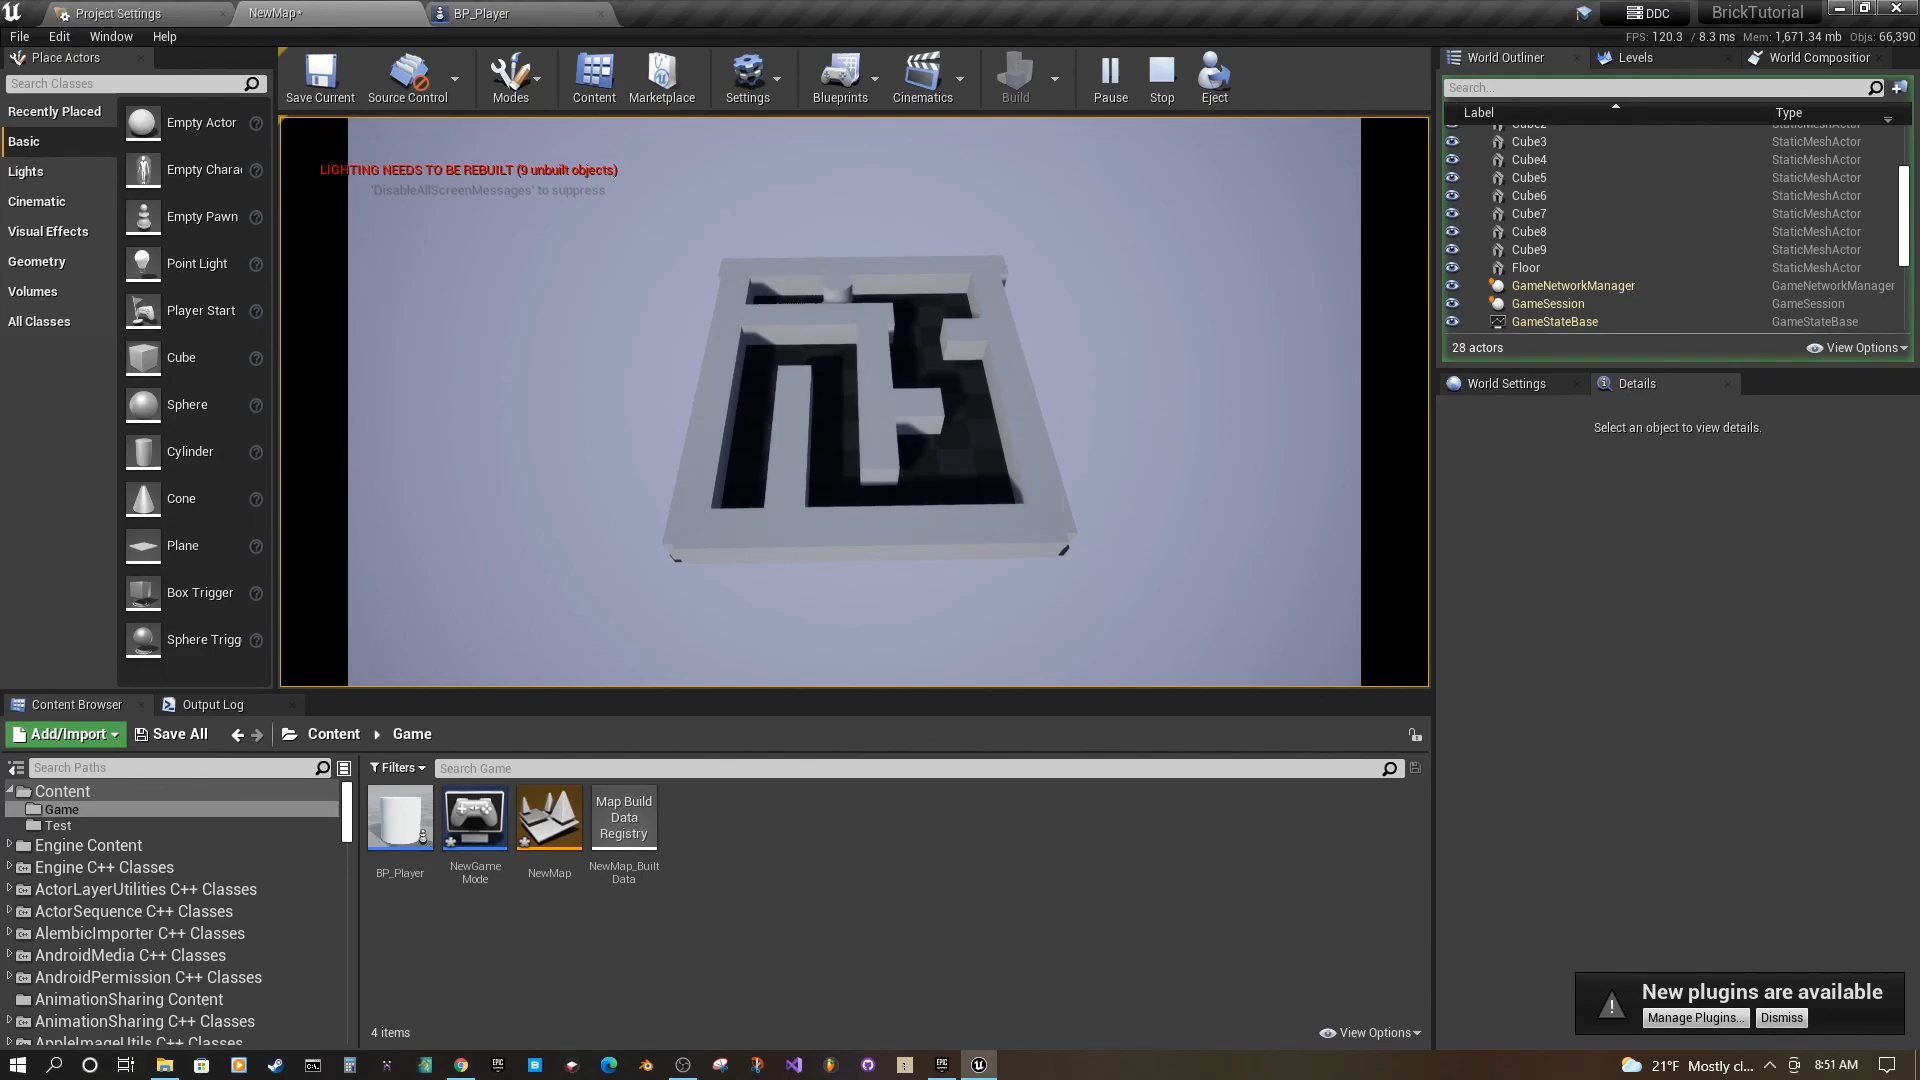 Project Settings
NewMap*
BP_Player
DDC
BrickTutorial
File
Edit
Window
Help
FPS: 120.3 / 8.3 ms Mem: 1,671.34 mb Objs: 66,390
Place Actors
Search Classes
Recently Placed
Basic
Lights
Cinematic
Visual Effects
Geometry
Volumes
All Classes
Empty Actor
Empty Chara
Empty Pawn
Point Light
Player Start
Cube
Sphere
Cylinder
Cone
Plane
Box Trigger
Sphere Trigg
Save Current
Source Control
Modes
Content
Marketplace
Settings
Blueprints
Cinematics
Build
Pause
Stop
Eject
LIGHTING NEEDS TO BE REBUILT (9 unbuilt objects)
'DisableAllScreenMessages' to suppress
World Outliner
Levels
World Compositior
Search...
Label
Type
Cube2 StaticMeshActor
Cube3 StaticMeshActor
Cube4 StaticMeshActor
Cube5 StaticMeshActor
Cube6 StaticMeshActor
Cube7 StaticMeshActor
Cube8 StaticMeshActor
Cube9 StaticMeshActor
Floor StaticMeshActor
GameNetworkManager GameNetworkManager
GameSession GameSession
GameStateBase GameStateBase
28 actors
View Options
World Settings
Details
Select an object to view details.
Content Browser
Output Log
Add/Import
Save All
Content
Game
Search Paths
Content
Game
Test
Engine Content
Engine C++ Classes
ActorLayerUtilities C++ Classes
ActorSequence C++ Classes
AlembicImporter C++ Classes
AndroidMedia C++ Classes
AndroidPermission C++ Classes
AnimationSharing Content
AnimationSharing C++ Classes
AppleImageUtils C++ Classes
Filters
Search Game
BP_Player
NewGame
Mode
NewMap
Map Build
Data
Registry
NewMap_Built
Data
4 items
View Options
New plugins are available
Manage Plugins...
Dismiss
21°F Mostly cl...
8:51 AM